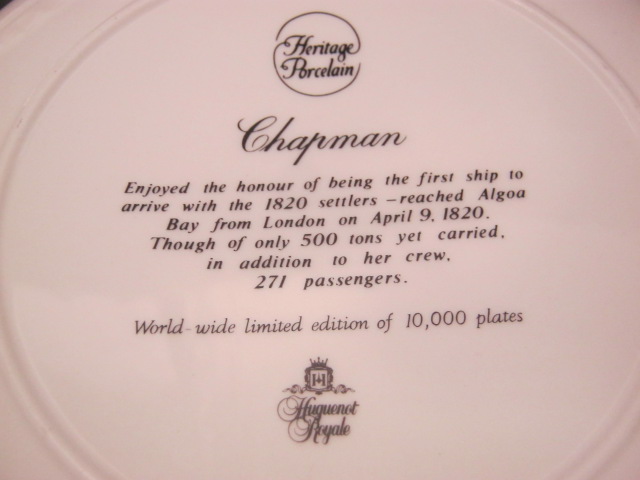 Heritage
Porcelain
Chapman
Enjoyed the honour of being the first ship to
arrive with the 1820 settlers – reached Algoa
Bay from London on April 9, 1820.
Though of only 500 tons yet carried,
in addition to her crew,
271 passengers.
World-wide limited edition of 10,000 plates
H
Huguenot
Royale